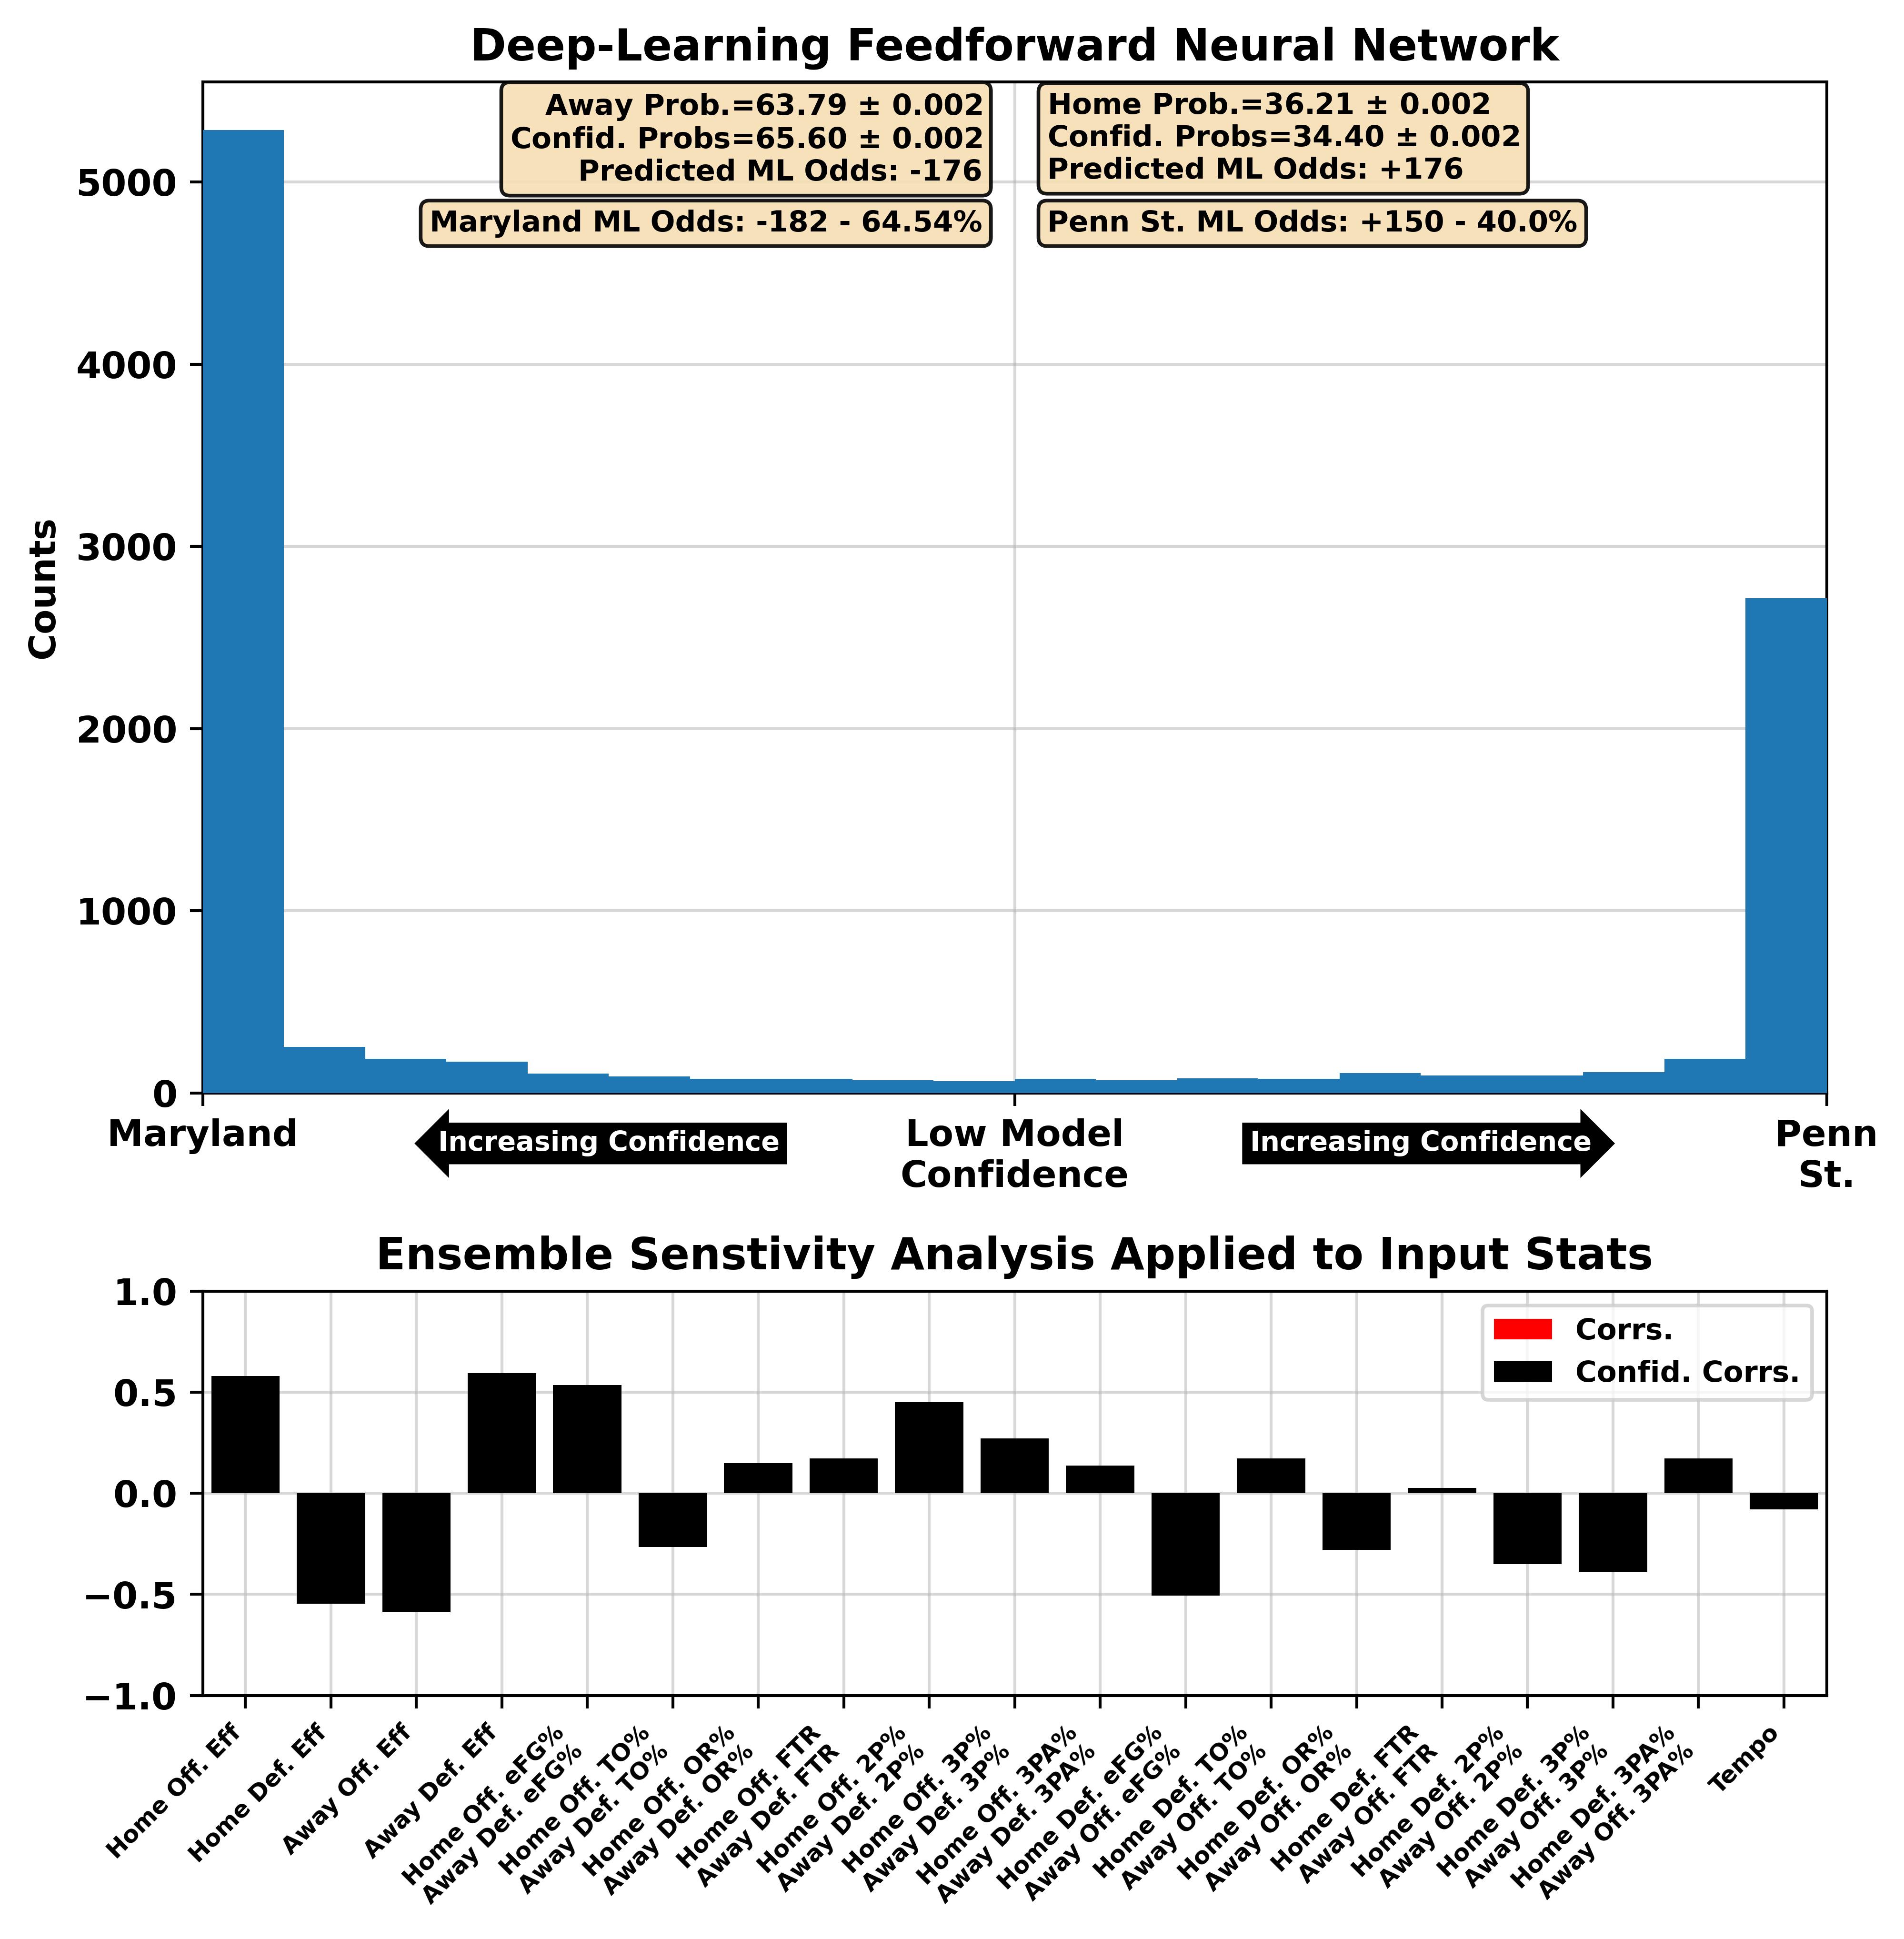 Deep-Learning Feedforward Neural Network
Away Prob.=63.79 ± 0.002
Confid. Probs=65.60 ± 0.002
Predicted ML Odds: -176
Maryland ML Odds: -182 - 64.54%
Home Prob.=36.21 ± 0.002
Confid. Probs=34.40 ± 0.002
Predicted ML Odds: +176
Penn St. ML Odds: +150 - 40.0%
Counts
5000
4000
3000
2000
1000
0
Maryland
Increasing Confidence
Low Model
Confidence
Increasing Confidence
Penn
St.
Ensemble Senstivity Analysis Applied to Input Stats
1.0
0.5
0.0
−0.5
−1.0
Corrs.
Confid. Corrs.
Home Off. Eff
Home Def. Eff
Away Off. Eff
Away Def. Eff
Home Off. eFG%
Away Def. eFG%
Home Off. TO%
Away Def. TO%
Home Off. OR%
Away Def. OR%
Home Off. FTR
Away Def. FTR
Home Off. 2P%
Away Def. 2P%
Home Off. 3P%
Away Def. 3P%
Home Off. 3PA%
Away Def. 3PA%
Home Def. eFG%
Away Off. eFG%
Home Def. TO%
Away Off. TO%
Home Def. OR%
Away Off. OR%
Home Def. FTR
Away Off. FTR
Home Def. 2P%
Away Off. 2P%
Home Def. 3P%
Away Off. 3P%
Home Def. 3PA%
Away Off. 3PA%
Tempo